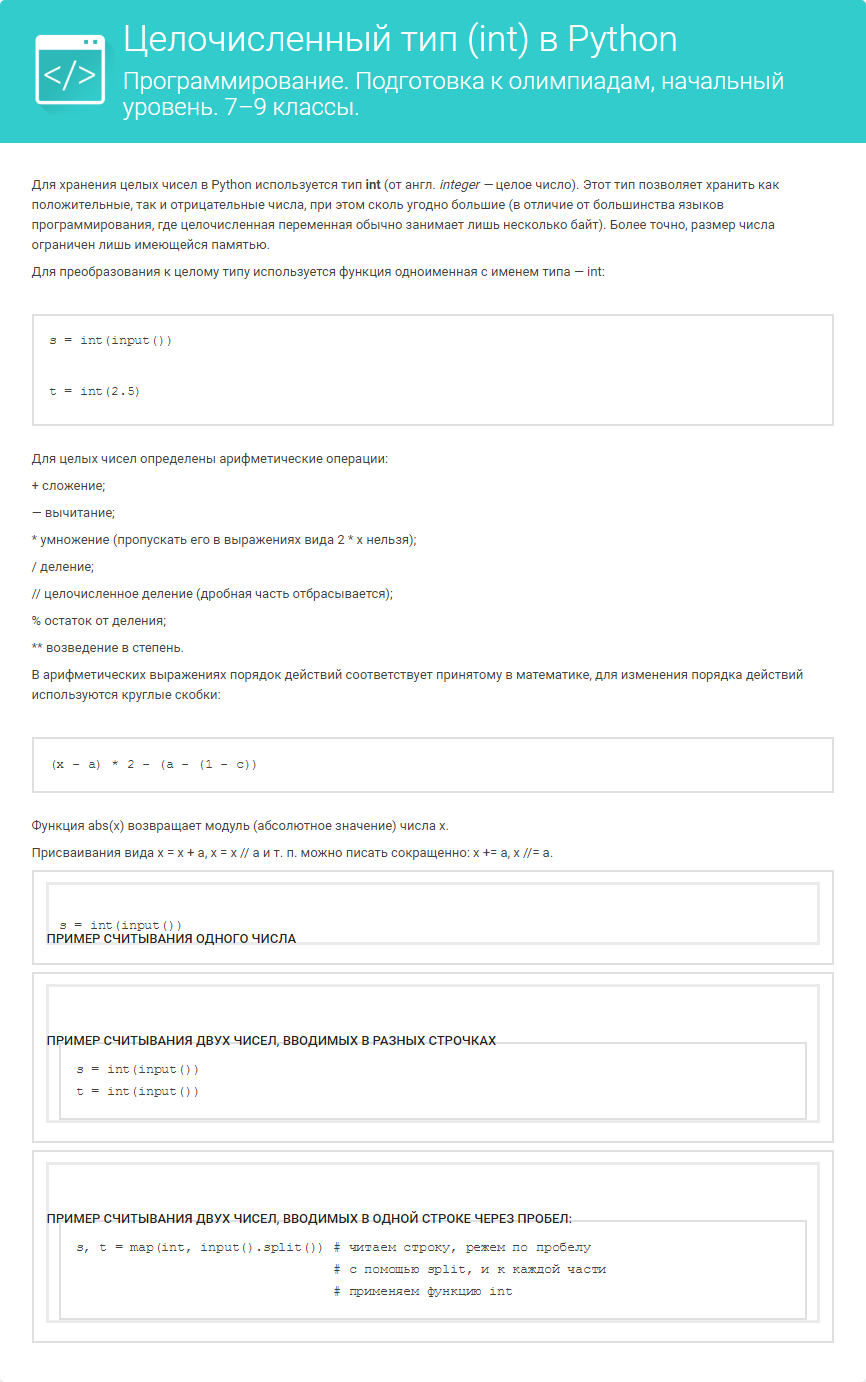 </>
Целочисленный тип (int) в Python
Программирование. Подготовка к олимпиадам, начальный
уровень. 7–9 классы.
Для хранения целых чисел в Python используется тип int (от англ. integer — целое число). Этот тип позволяет хранить как
положительные, так и отрицательные числа, при этом сколь угодно большие (в отличие от большинства языков
программирования, где целочисленная переменная обычно занимает лишь несколько байт). Более точно, размер числа
ограничен лишь имеющейся памятью.
Для преобразования к целому типу используется функция одноименная с именем типа — int:
s = int(input())
t = int(2.5)
Для целых чисел определены арифметические операции:
+ сложение;
— вычитание;
* умножение (пропускать его в выражениях вида 2 * x нельзя);
/ деление;
// целочисленное деление (дробная часть отбрасывается);
% остаток от деления;
** возведение в степень.
В арифметических выражениях порядок действий соответствует принятому в математике, для изменения порядка действий
используются круглые скобки:
(x – a) * 2 – (a – (1 – c))
Функция abs(x) возвращает модуль (абсолютное значение) числа x.
Присваивания вида x = x + a, x = x // a и т. п. можно писать сокращенно: x += a, x //= a.
s = int(input())
ПРИМЕР СЧИТЫВАНИЯ ОДНОГО ЧИСЛА
ПРИМЕР СЧИТЫВАНИЯ ДВУХ ЧИСЕЛ, ВВОДИМЫХ В РАЗНЫХ СТРОЧКАХ
s = int(input())
t = int(input())
ПРИМЕР СЧИТЫВАНИЯ ДВУХ ЧИСЕЛ, ВВОДИМЫХ В ОДНОЙ СТРОКЕ ЧЕРЕЗ ПРОБЕЛ:
s, t = map(int, input().split()) # читаем строку, режем по пробелу
# с помощью split, и к каждой части
# применяем функцию int